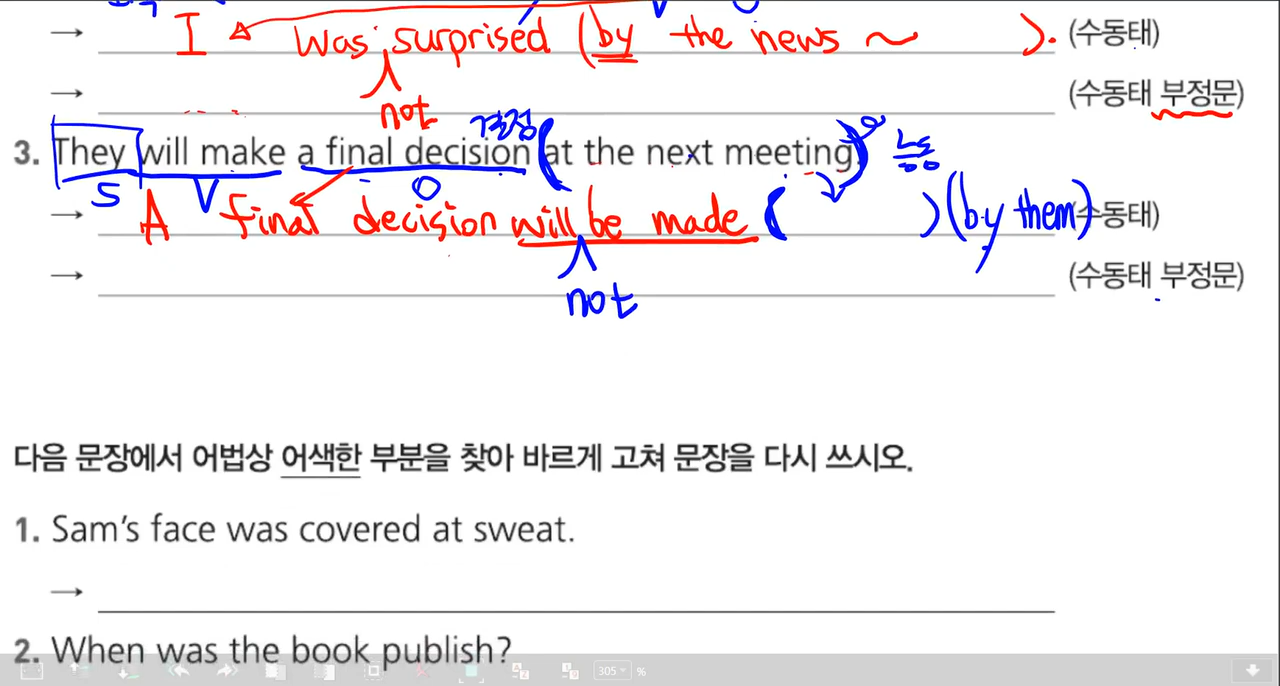 → I was surprised (by the news ~ ). (수동태)
→ not (수동태 부정문)
결정
3. They will make a final decision at the next meeting. 능동
S V O
→ A final decision will be made ( ) (by them) (수동태)
→ not (수동태 부정문)
다음 문장에서 어법상 어색한 부분을 찾아 바르게 고쳐 문장을 다시 쓰시오.
1. Sam's face was covered at sweat.
→
2. When was the book publish?
305 %